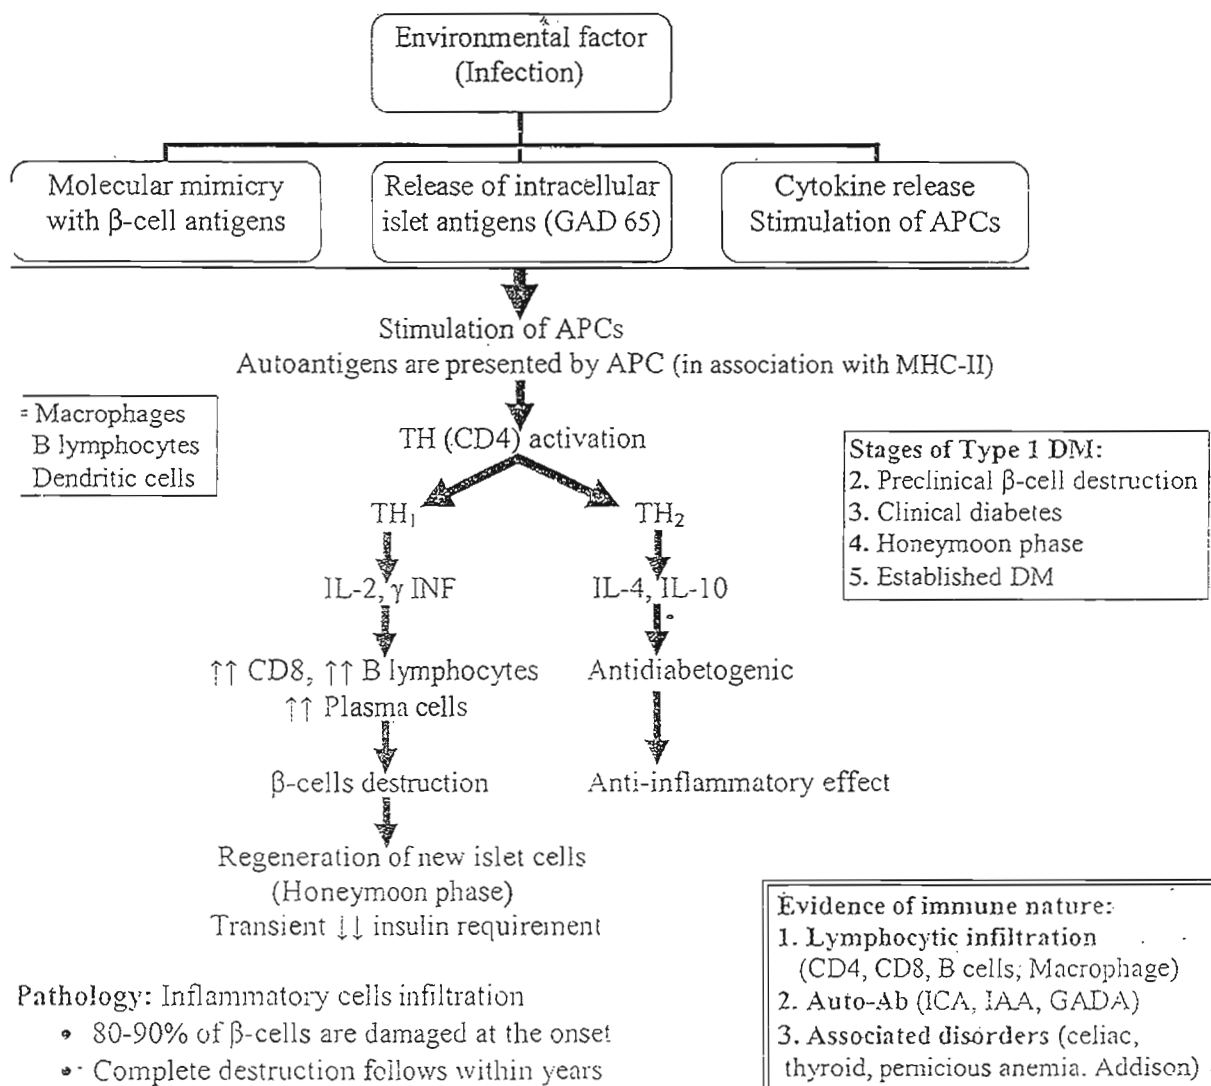 Environmental factor
(Infection)
Molecular mimicry
with β-cell antigens
Release of intracellular
islet antigens (GAD 65)
Cytokine release
Stimulation of APCs
Stimulation of APCs
Autoantigens are presented by APC (in association with MHC-II)
= Macrophages
B lymphocytes
Dendritic cells
TH (CD4) activation
Stages of Type 1 DM:
2. Preclinical β-cell destruction
3. Clinical diabetes
4. Honeymoon phase
5. Established DM
TH₁
TH₂
IL-2, γ INF
IL-4, IL-10
↑↑ CD8, ↑↑ B lymphocytes
↑↑ Plasma cells
Antidiabetogenic
β-cells destruction
Anti-inflammatory effect
Regeneration of new islet cells
(Honeymoon phase)
Transient ↓↓ insulin requirement
Evidence of immune nature:
1. Lymphocytic infiltration
(CD4, CD8, B cells, Macrophage)
2. Auto-Ab (ICA, IAA, GADA)
3. Associated disorders (celiac,
thyroid, pernicious anemia. Addison)
Pathology: Inflammatory cells infiltration
• 80-90% of β-cells are damaged at the onset
• Complete destruction follows within years